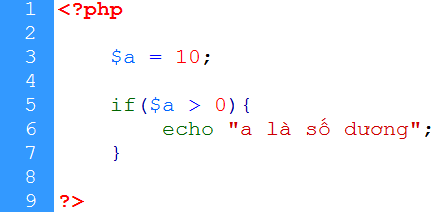 1 <?php
2
3 $a = 10;
4
5 if($a > 0){
6 echo "a là số dương";
7 }
8
9 ?>